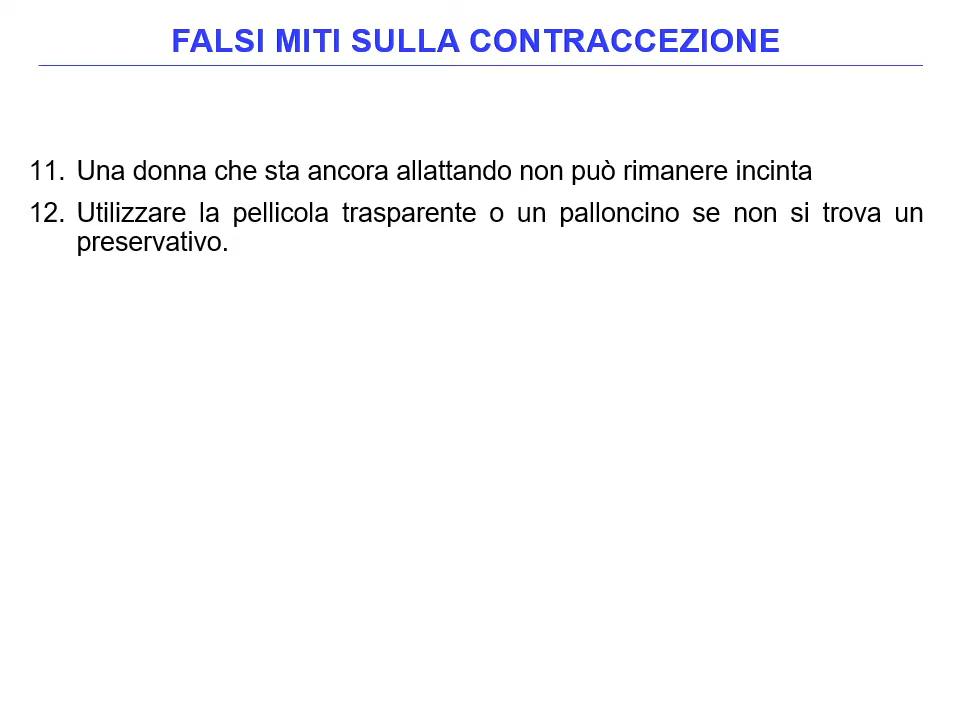 FALSI MITI SULLA CONTRACCEZIONE
11. Una donna che sta ancora allattando non può rimanere incinta
12. Utilizzare la pellicola trasparente o un palloncino se non si trova un
preservativo.